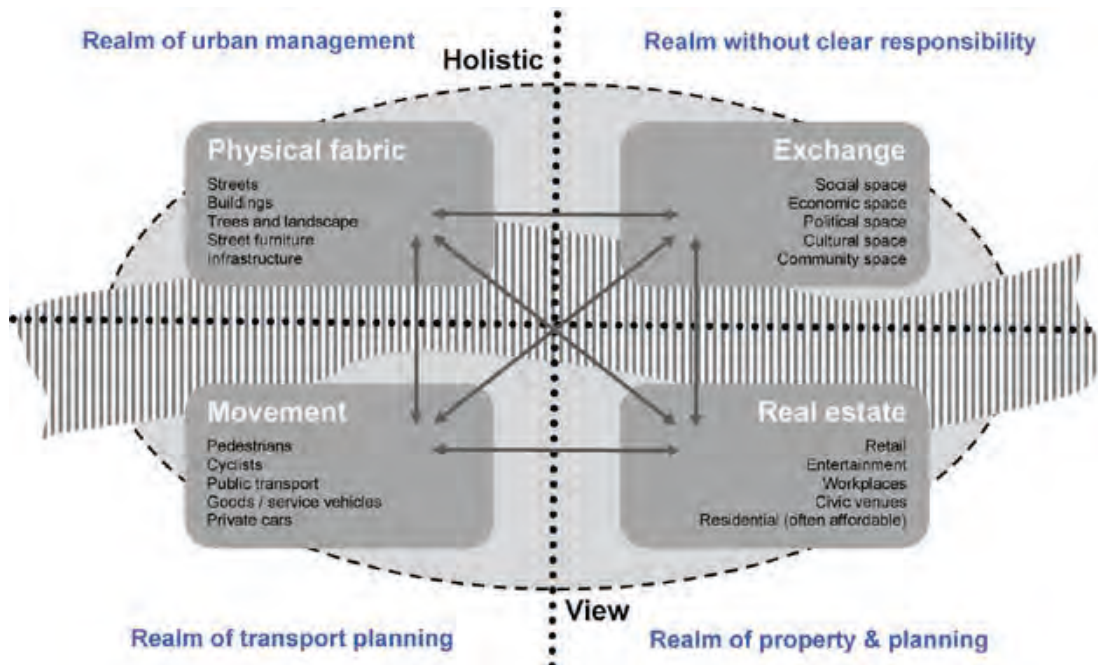 Realm of urban management
Realm without clear responsibility
Holistic
Physical fabric
Streets
Buildings
Trees and landscape
Street furniture
Infrastructure
Exchange
Social space
Economic space
Political space
Cultural space
Community space
Movement
Pedestrians
Cyclists
Public transport
Goods / service vehicles
Private cars
Real estate
Retail
Entertainment
Workplaces
Civic venues
Residential (often affordable)
View
Realm of transport planning
Realm of property & planning